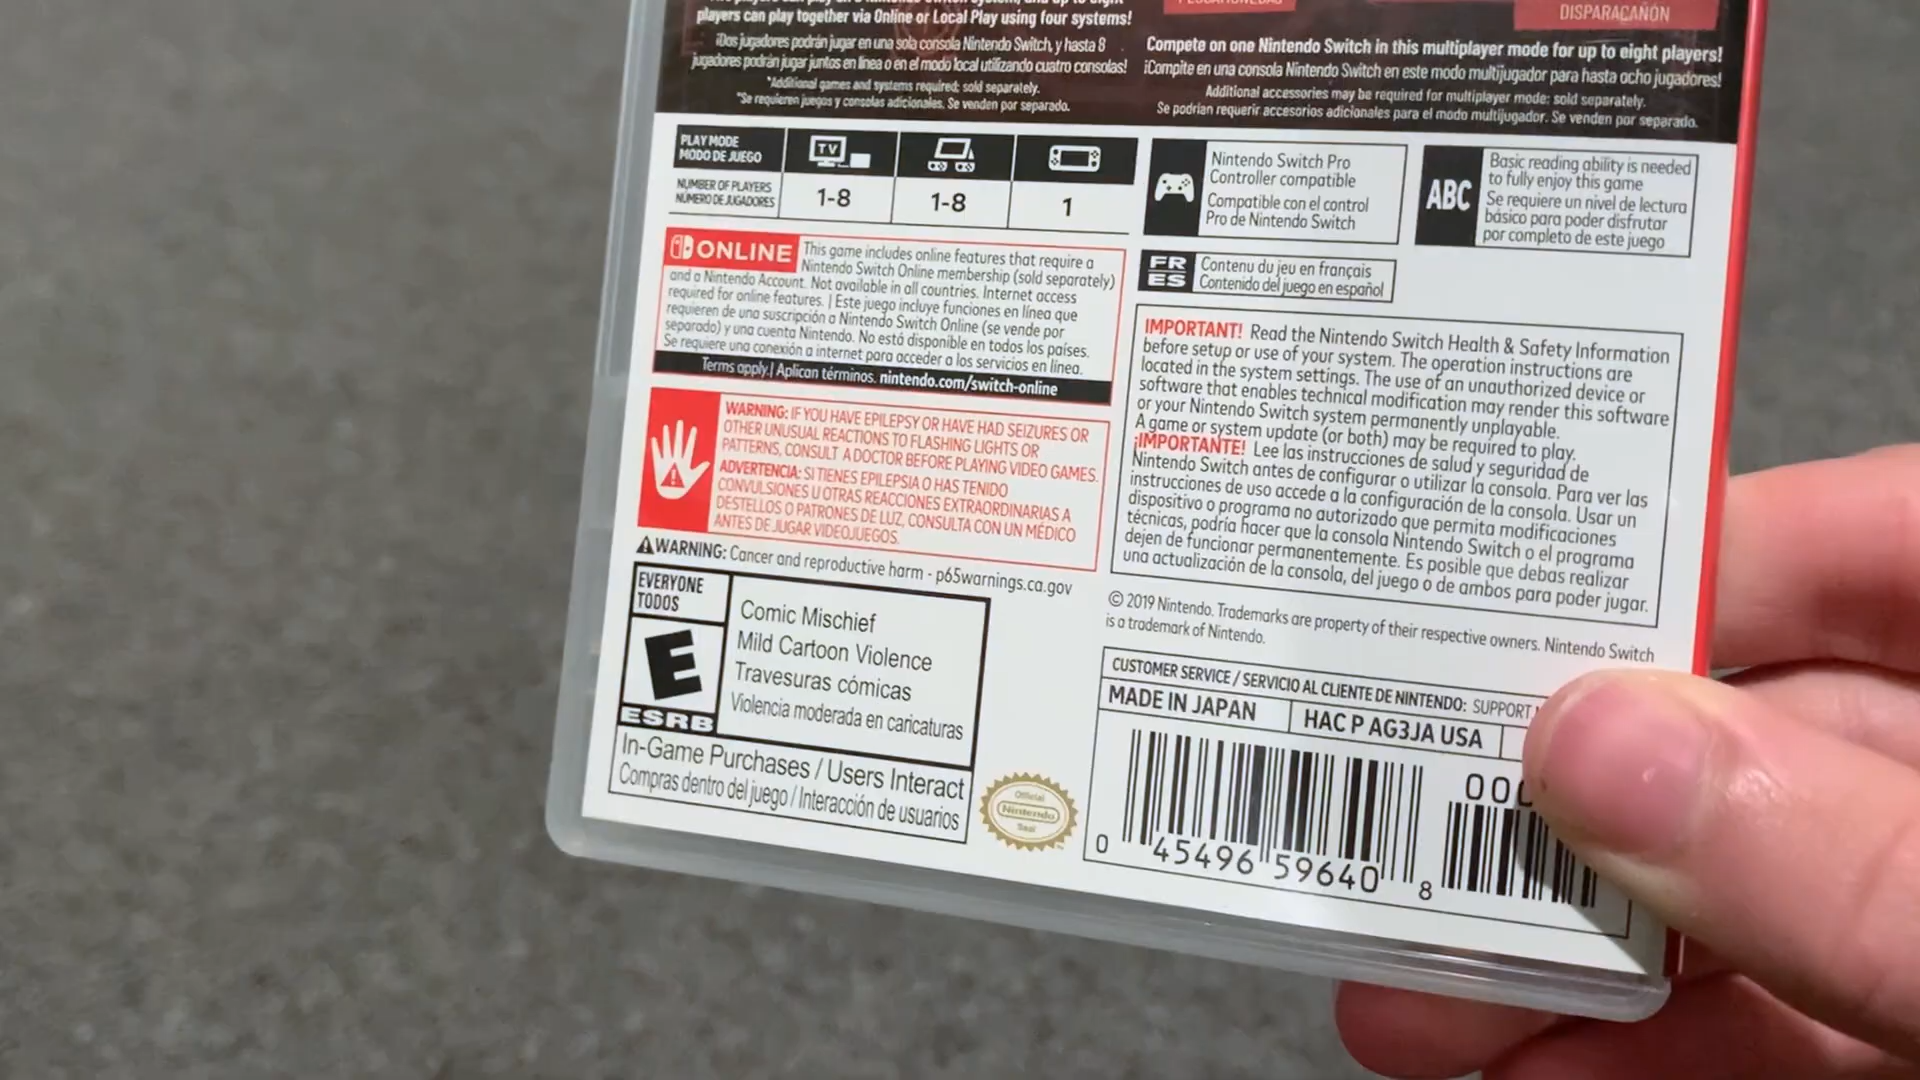 players can play together via Online or Local Play using four systems!
¡Dos jugadores podrán jugar en una sola consola Nintendo Switch, y hasta 8
jugadores podrán jugar juntos en línea o en el modo local utilizando cuatro consolas!
*Additional games and systems required; sold separately.
*Se requieren juegos y consolas adicionales. Se venden por separado.
DISPARACAÑÓN
Compete on one Nintendo Switch in this multiplayer mode for up to eight players!
¡Compite en una consola Nintendo Switch en este modo multijugador para hasta ocho jugadores!
Additional accessories may be required for multiplayer mode; sold separately.
Se podrían requerir accesorios adicionales para el modo multijugador. Se venden por separado.
PLAY MODE
MODO DE JUEGO
TV
NUMBER OF PLAYERS
NÚMERO DE JUGADORES
1-8
1-8
1
Nintendo Switch Pro
Controller compatible
Compatible con el control
Pro de Nintendo Switch
ABC
Basic reading ability is needed
to fully enjoy this game
Se requiere un nivel de lectura
básico para poder disfrutar
por completo de este juego
FR
ES
Contenu du jeu en français
Contenido del juego en español
ONLINE
This game includes online features that require a
Nintendo Switch Online membership (sold separately)
and a Nintendo Account. Not available in all countries. Internet access
required for online features. | Este juego incluye funciones en línea que
requieren de una suscripción a Nintendo Switch Online (se vende por
separado) y una cuenta Nintendo. No está disponible en todos los países.
Se requiere una conexión a internet para acceder a los servicios en línea.
Terms apply.| Aplican términos. nintendo.com/switch-online
WARNING: IF YOU HAVE EPILEPSY OR HAVE HAD SEIZURES OR
OTHER UNUSUAL REACTIONS TO FLASHING LIGHTS OR
PATTERNS, CONSULT A DOCTOR BEFORE PLAYING VIDEO GAMES.
ADVERTENCIA: SI TIENES EPILEPSIA O HAS TENIDO
CONVULSIONES U OTRAS REACCIONES EXTRAORDINARIAS A
DESTELLOS O PATRONES DE LUZ, CONSULTA CON UN MÉDICO
ANTES DE JUGAR VIDEOJUEGOS.
WARNING: Cancer and reproductive harm - p65warnings.ca.gov
EVERYONE
TODOS
E
ESRB
Comic Mischief
Mild Cartoon Violence
Travesuras cómicas
Violencia moderada en caricaturas
In-Game Purchases / Users Interact
Compras dentro del juego / Interacción de usuarios
Official
Nintendo
Seal
IMPORTANT! Read the Nintendo Switch Health & Safety Information
before setup or use of your system. The operation instructions are
located in the system settings. The use of an unauthorized device or
software that enables technical modification may render this software
or your Nintendo Switch system permanently unplayable.
A game or system update (or both) may be required to play.
¡IMPORTANTE! Lee las instrucciones de salud y seguridad de
Nintendo Switch antes de configurar o utilizar la consola. Para ver las
instrucciones de uso accede a la configuración de la consola. Usar un
dispositivo o programa no autorizado que permita modificaciones
técnicas, podría hacer que la consola Nintendo Switch o el programa
dejen de funcionar permanentemente. Es posible que debas realizar
una actualización de la consola, del juego o de ambos para poder jugar.
© 2019 Nintendo. Trademarks are property of their respective owners. Nintendo Switch
is a trademark of Nintendo.
CUSTOMER SERVICE / SERVICIO AL CLIENTE DE NINTENDO: SUPPORT
MADE IN JAPAN
HAC P AG3JA USA
00
0 45496 59640 8